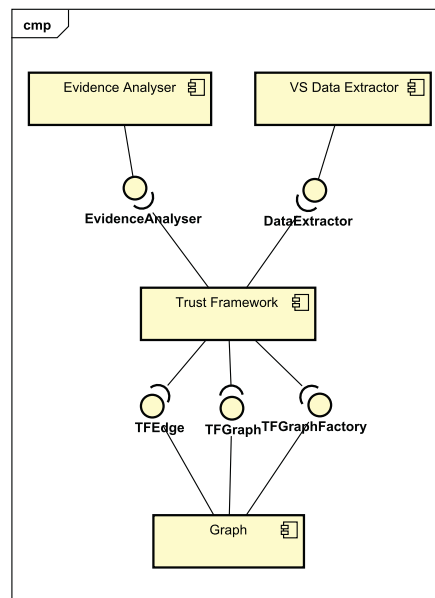 cmp
Evidence Analyser
VS Data Extractor
EvidenceAnalyser
DataExtractor
Trust Framework
TFEdge
TFGraph
TFGraphFactory
Graph